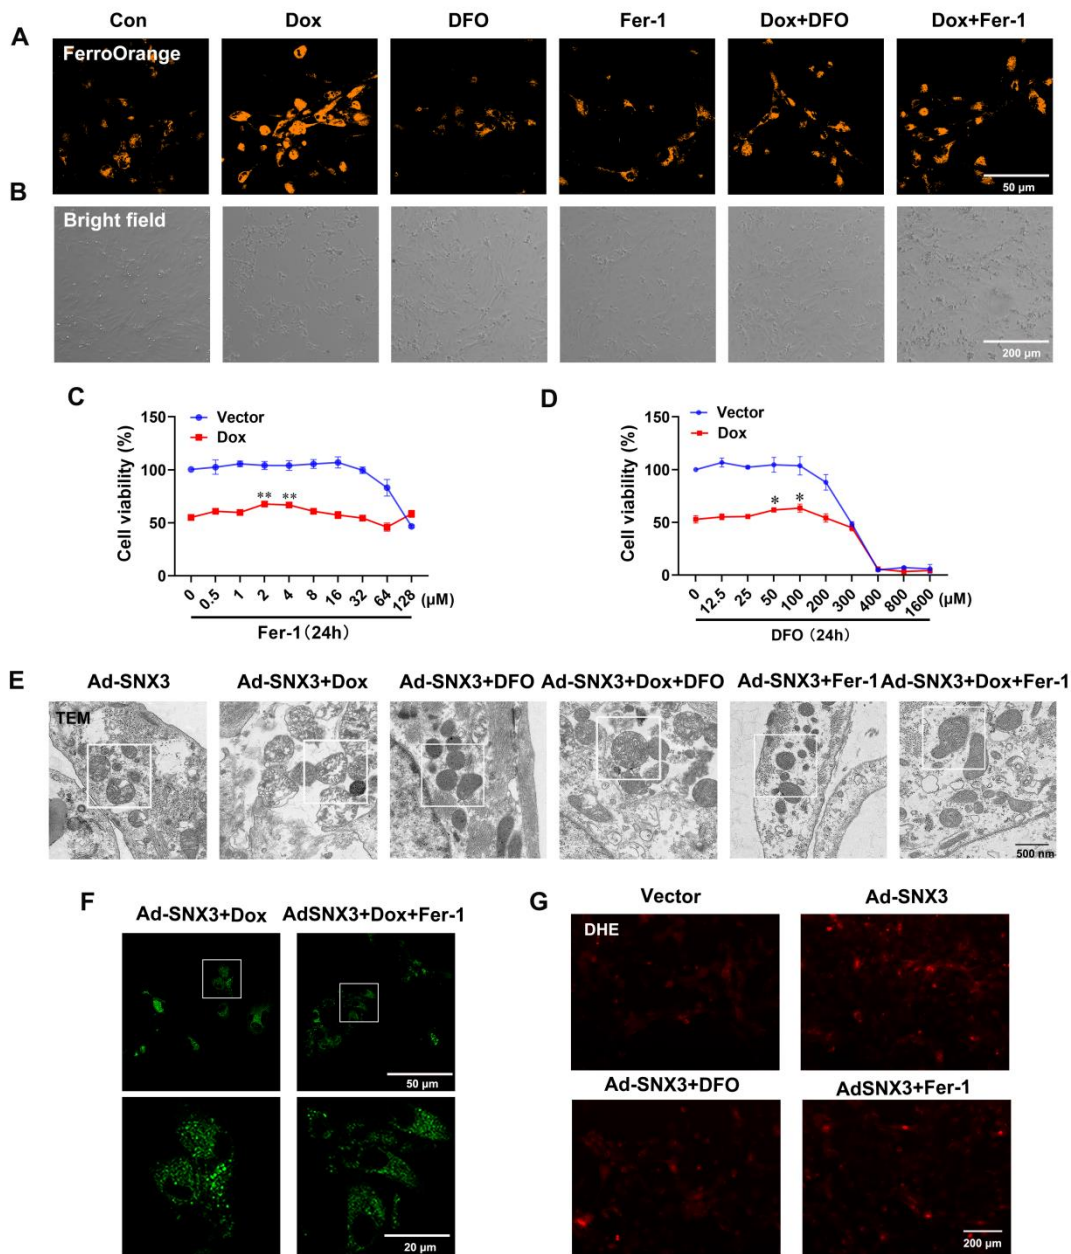 Con Dox DFO Fer-1 Dox+DFO Dox+Fer-1
A
FerroOrange
50 µm
B
Bright field
200 µm
C
Cell viability (%)
150
100
50
0
Vector
Dox
** **
0 0.5 1 2 4 8 16 32 64 128 (µM)
Fer-1(24h)
D
Cell viability (%)
150
100
50
0
Vector
Dox
* *
0 12.5 25 50 100 200 300 400 800 1600 (µM)
DFO (24h)
E
Ad-SNX3 Ad-SNX3+Dox Ad-SNX3+DFO Ad-SNX3+Dox+DFO Ad-SNX3+Fer-1 Ad-SNX3+Dox+Fer-1
TEM
500 nm
F
Ad-SNX3+Dox AdSNX3+Dox+Fer-1
50 µm
20 µm
G
Vector Ad-SNX3
DHE
Ad-SNX3+DFO AdSNX3+Fer-1
200 µm